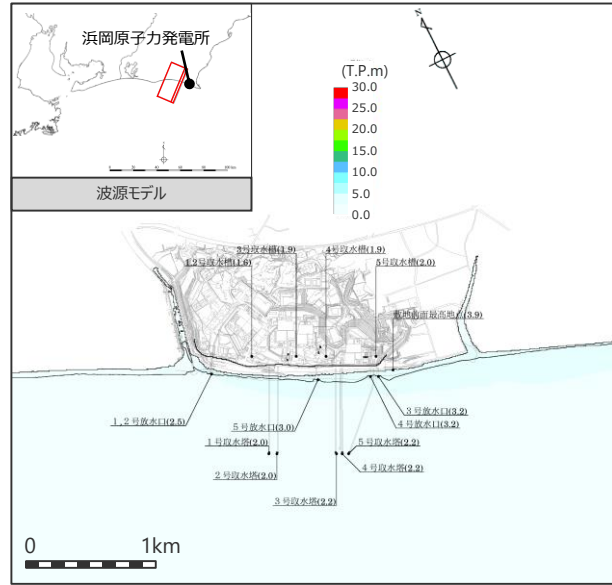 浜岡原子力発電所
波源モデル
N
(T.P.m)
30.0
25.0
20.0
15.0
10.0
5.0
0.0
3号取水槽(1.9)
4号取水槽(1.9)
1,2号取水槽(1.6)
5号取水槽(2.0)
敷地前面最高地点(3.9)
1,2号放水口(2.5)
5号放水口(3.0)
3号放水口(3.2)
4号放水口(3.2)
1号取水塔(2.0)
2号取水塔(2.0)
5号取水塔(2.2)
4号取水塔(2.2)
3号取水塔(2.2)
0 1km